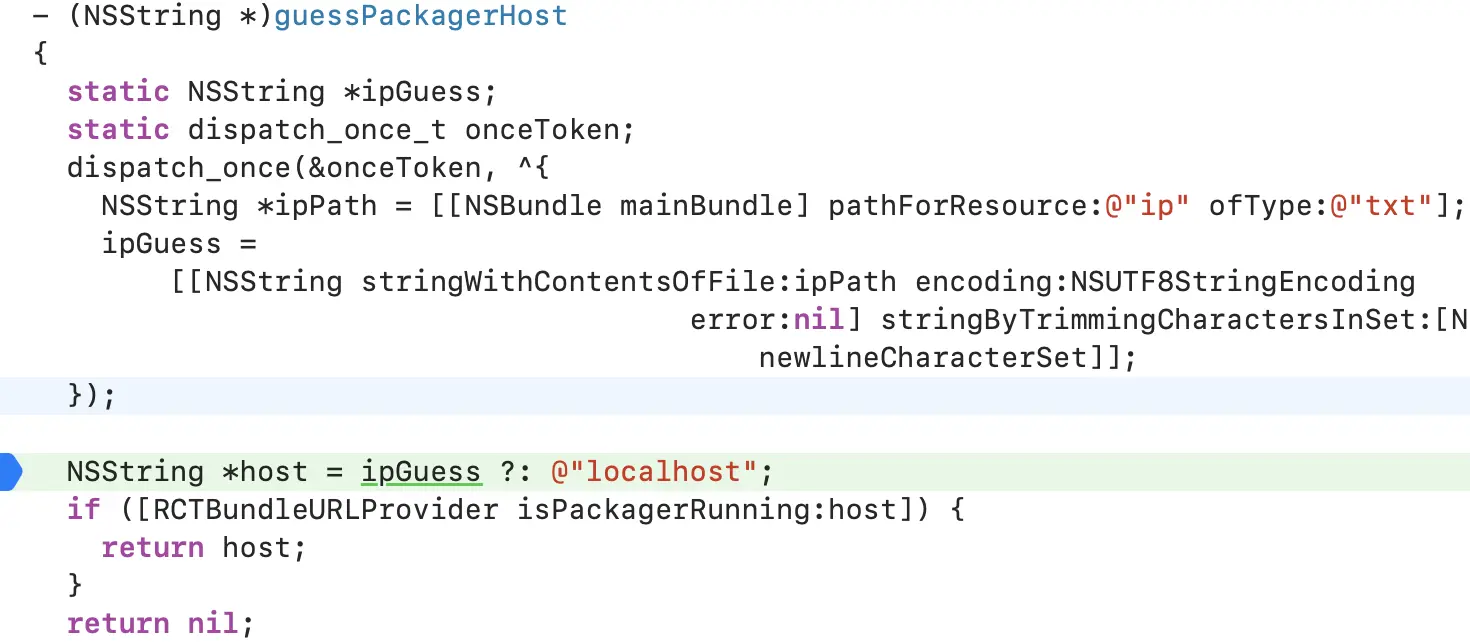 - (NSString *)guessPackagerHost
{
  static NSString *ipGuess;
  static dispatch_once_t onceToken;
  dispatch_once(&onceToken, ^{
    NSString *ipPath = [[NSBundle mainBundle] pathForResource:@"ip" ofType:@"txt"];
    ipGuess =
        [[NSString stringWithContentsOfFile:ipPath encoding:NSUTF8StringEncoding
                                      error:nil] stringByTrimmingCharactersInSet:[N
                                          newlineCharacterSet]];
  });

  NSString *host = ipGuess ?: @"localhost";
  if ([RCTBundleURLProvider isPackagerRunning:host]) {
    return host;
  }
  return nil;